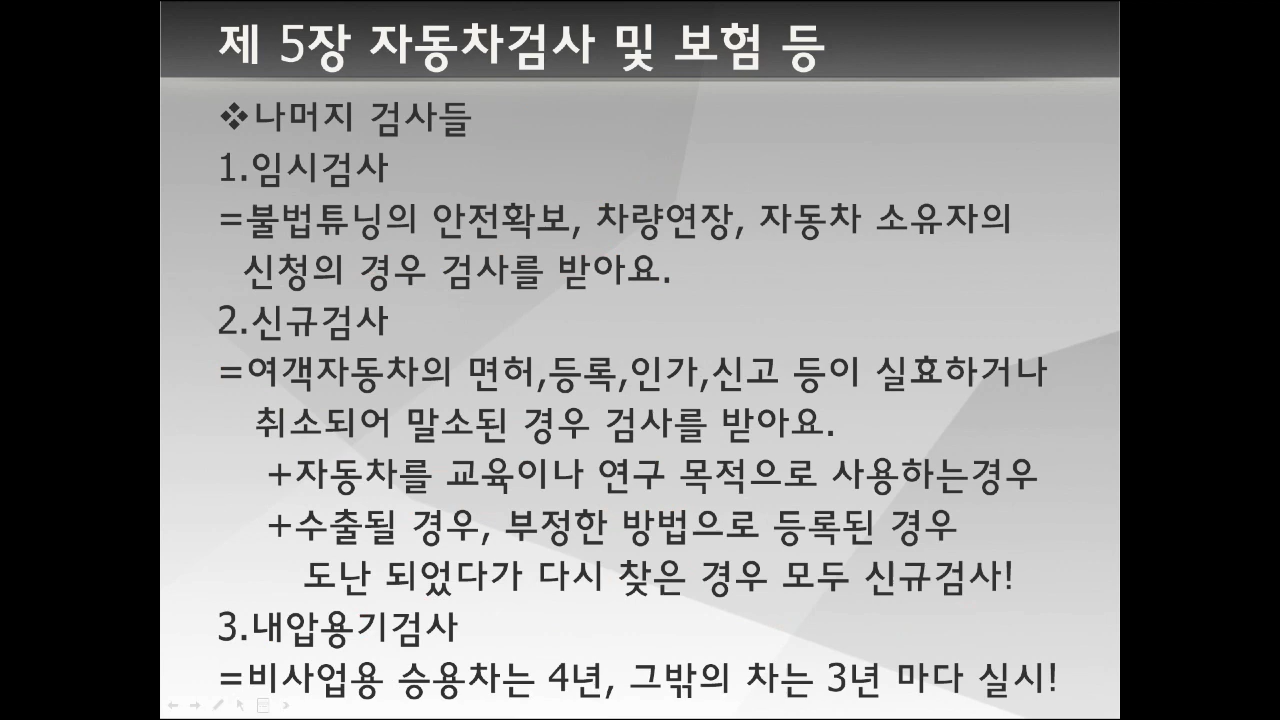 제 5장 자동차검사 및 보험 등
❖나머지 검사들
1.임시검사
=불법튜닝의 안전확보, 차량연장, 자동차 소유자의
신청의 경우 검사를 받아요.
2.신규검사
=여객자동차의 면허,등록,인가,신고 등이 실효하거나
취소되어 말소된 경우 검사를 받아요.
+자동차를 교육이나 연구 목적으로 사용하는경우
+수출될 경우, 부정한 방법으로 등록된 경우
도난 되었다가 다시 찾은 경우 모두 신규검사!
3.내압용기검사
=비사업용 승용차는 4년, 그밖의 차는 3년 마다 실시!